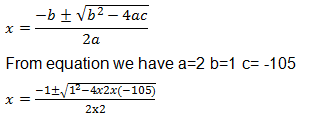 x = (−b ± √(b² − 4ac)) / 2a
From equation we have a=2 b=1 c= -105
x = (−1±√(1²−4x2x(−105))) / 2x2